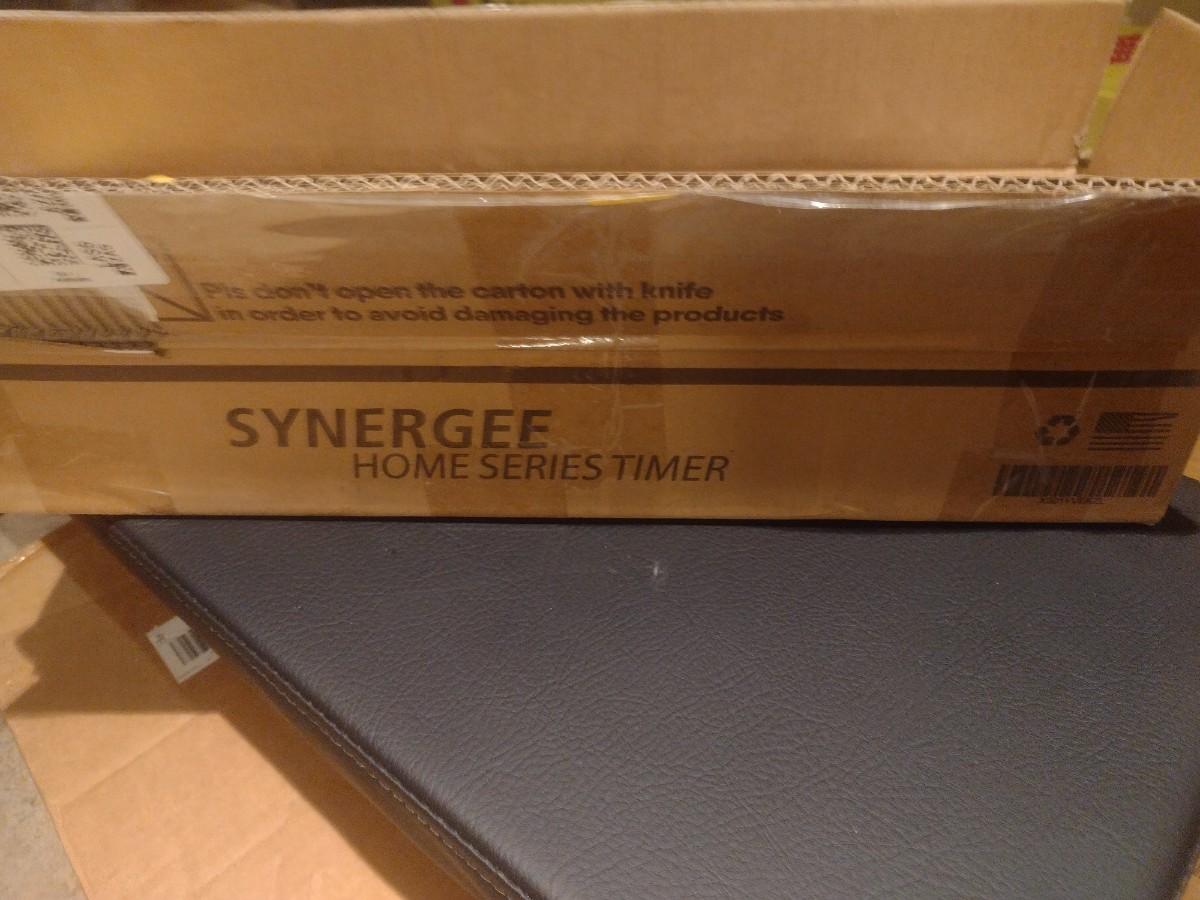 Pls don't open the carton with knife
in order to avoid damaging the products
SYNERGEE
HOME SERIES TIMER